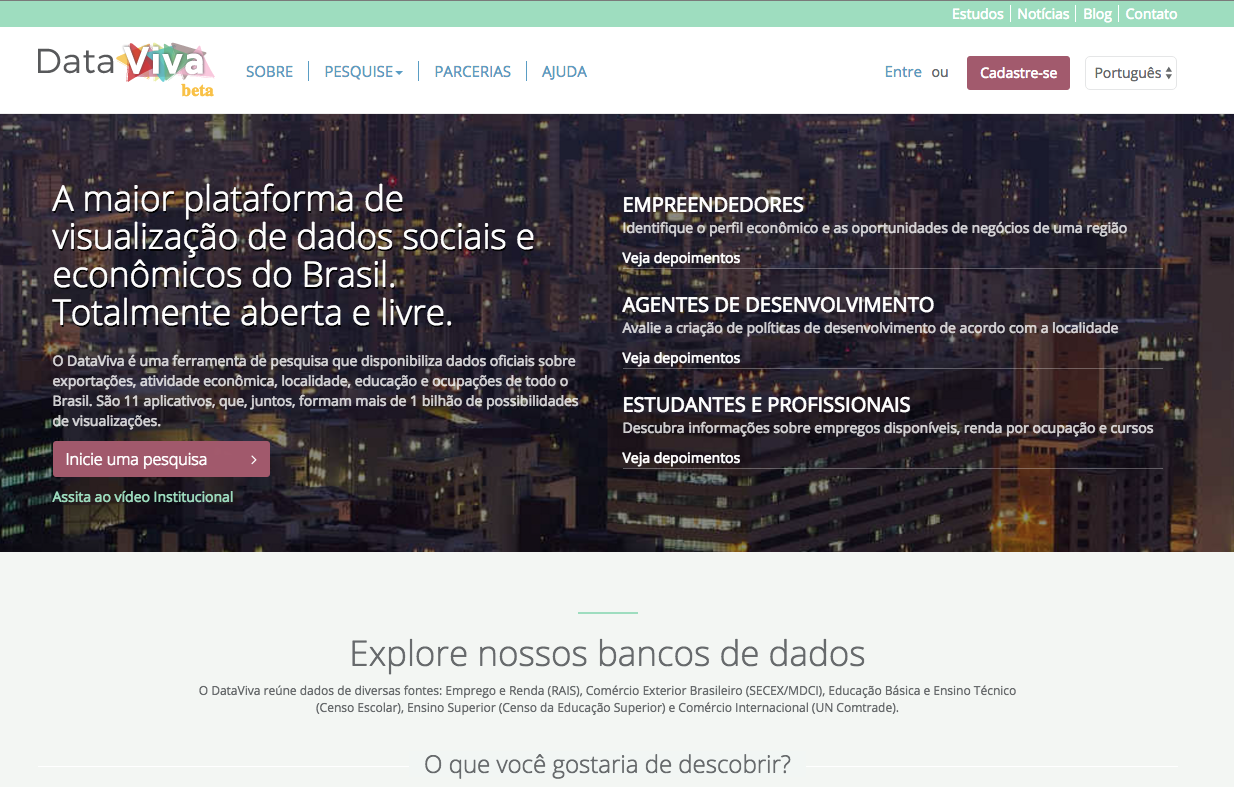 Estudos Notícias Blog Contato
DataViva
beta
SOBRE PESQUISE PARCERIAS AJUDA
Entre ou Cadastre-se Português
A maior plataforma de
visualização de dados sociais e
econômicos do Brasil.
Totalmente aberta e livre.
O DataViva é uma ferramenta de pesquisa que disponibiliza dados oficiais sobre
exportações, atividade econômica, localidade, educação e ocupações de todo o
Brasil. São 11 aplicativos, que, juntos, formam mais de 1 bilhão de possibilidades
de visualizações.
Inicie uma pesquisa
Assita ao vídeo Institucional
EMPREENDEDORES
Identifique o perfil econômico e as oportunidades de negócios de uma região
Veja depoimentos
AGENTES DE DESENVOLVIMENTO
Avalie a criação de políticas de desenvolvimento de acordo com a localidade
Veja depoimentos
ESTUDANTES E PROFISSIONAIS
Descubra informações sobre empregos disponíveis, renda por ocupação e cursos
Veja depoimentos
Explore nossos bancos de dados
O DataViva reúne dados de diversas fontes: Emprego e Renda (RAIS), Comércio Exterior Brasileiro (SECEX/MDCI), Educação Básica e Ensino Técnico
(Censo Escolar), Ensino Superior (Censo da Educação Superior) e Comércio Internacional (UN Comtrade).
O que você gostaria de descobrir?